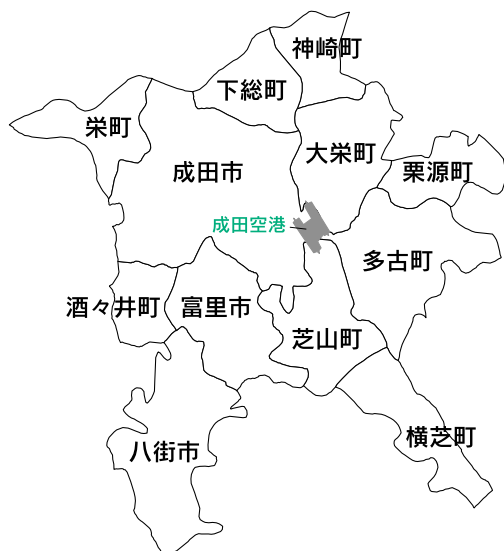 神崎町
下総町
栄町
大栄町
成田市
栗源町
成田空港
多古町
酒々井町
富里市
芝山町
横芝町
八街市